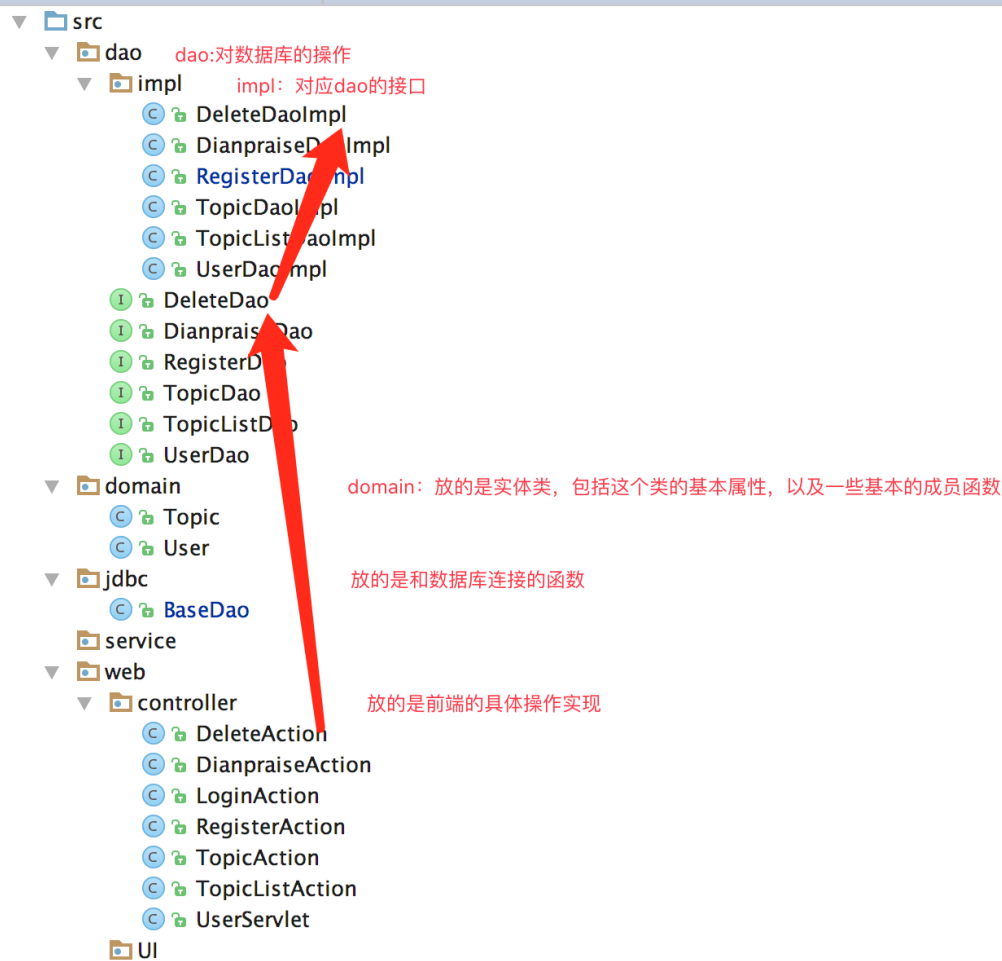 src
dao dao:对数据库的操作
impl impl：对应dao的接口
C DeleteDaoImpl
C DianpraiseDaoImpl
C RegisterDaoImpl
C TopicDaoImpl
C TopicListDaoImpl
C UserDaoImpl
I DeleteDao
I DianpraiseDao
I RegisterDao
I TopicDao
I TopicListDao
I UserDao
domain domain：放的是实体类，包括这个类的基本属性，以及一些基本的成员函数
C Topic
C User
jdbc 放的是和数据库连接的函数
C BaseDao
service
web
controller 放的是前端的具体操作实现
C DeleteAction
C DianpraiseAction
C LoginAction
C RegisterAction
C TopicAction
C TopicListAction
C UserServlet
UI